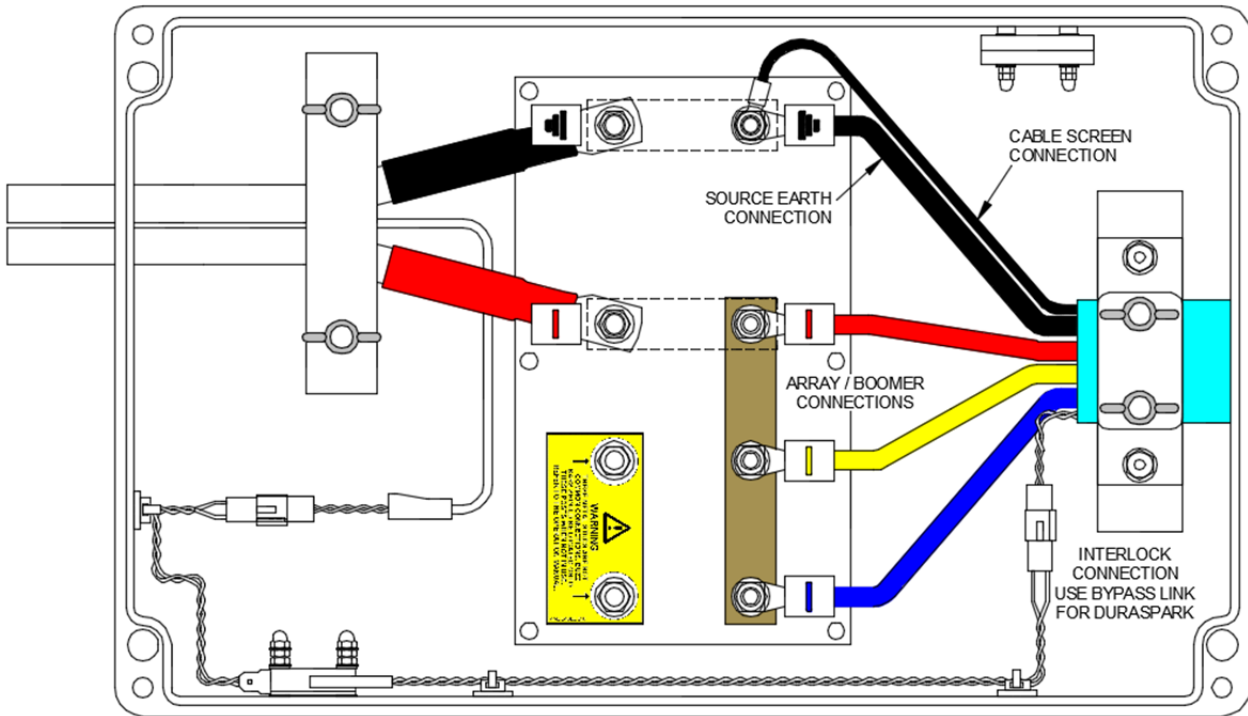 CABLE SCREEN
CONNECTION
SOURCE EARTH
CONNECTION
ARRAY / BOOMER
CONNECTIONS
WARNING
INTERLOCK
CONNECTION
USE BYPASS LINK
FOR DURASPARK